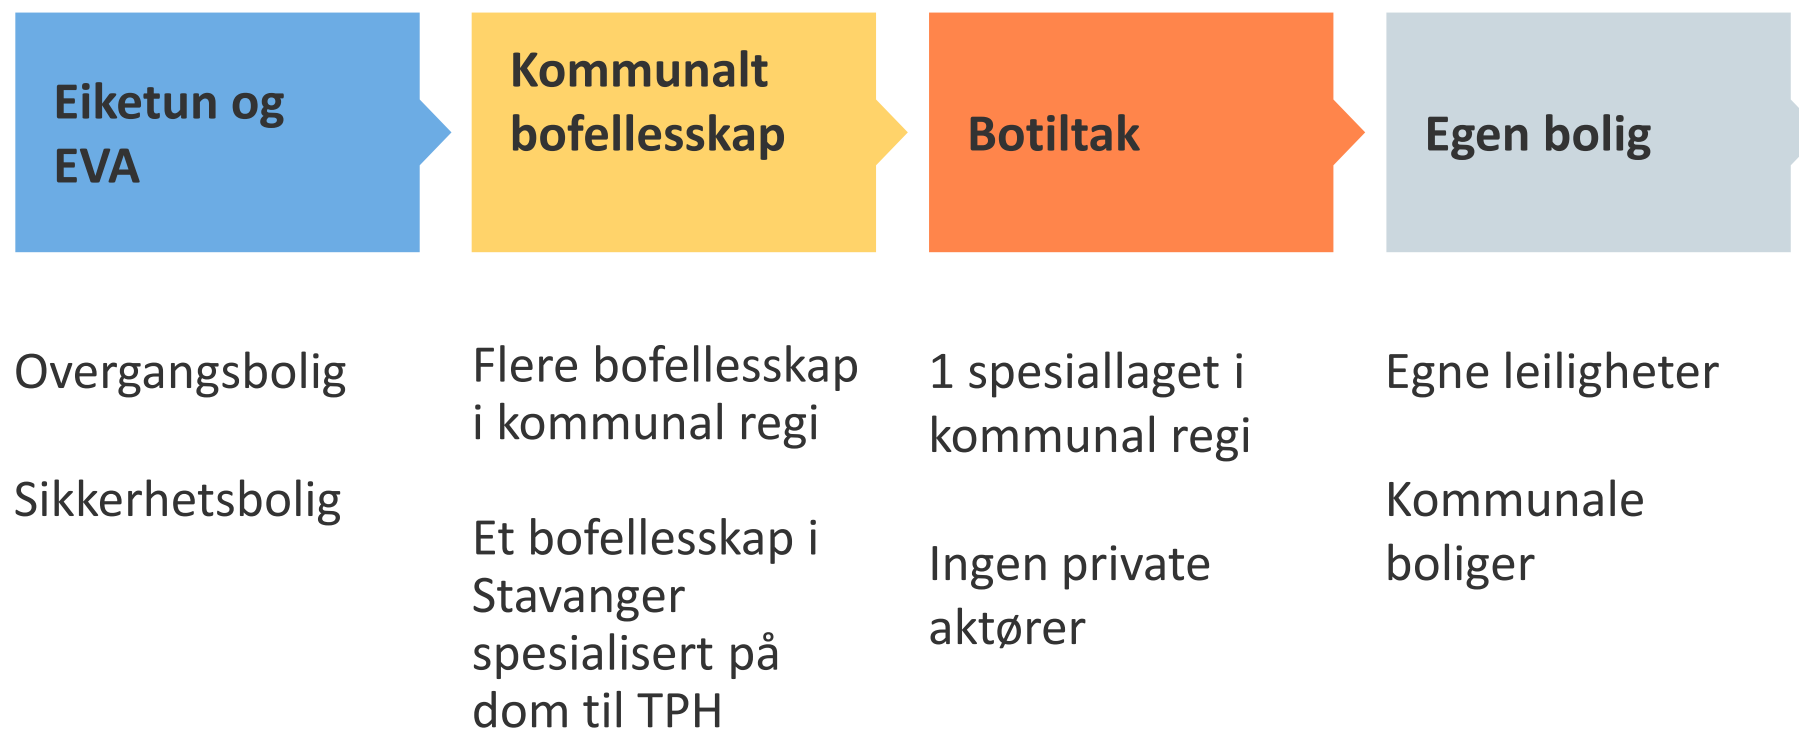 Eiketun og
EVA
Kommunalt
bofellesskap
Botiltak
Egen bolig
Overgangsbolig
Sikkerhetsbolig
Flere bofellesskap
i kommunal regi
Et bofellesskap i
Stavanger
spesialisert på
dom til TPH
1 spesiallaget i
kommunal regi
Ingen private
aktører
Egne leiligheter
Kommunale
boliger